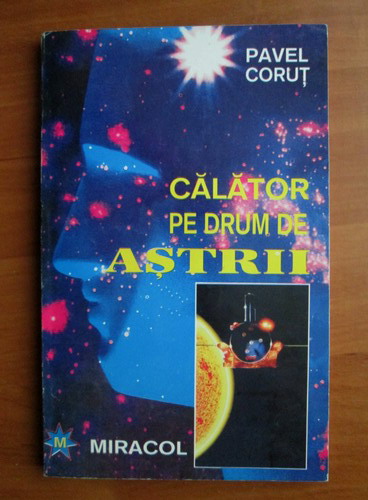 PAVEL
CORUȚ
CĂLĂTOR
PE DRUM DE
AȘTRII
M
MIRACOL